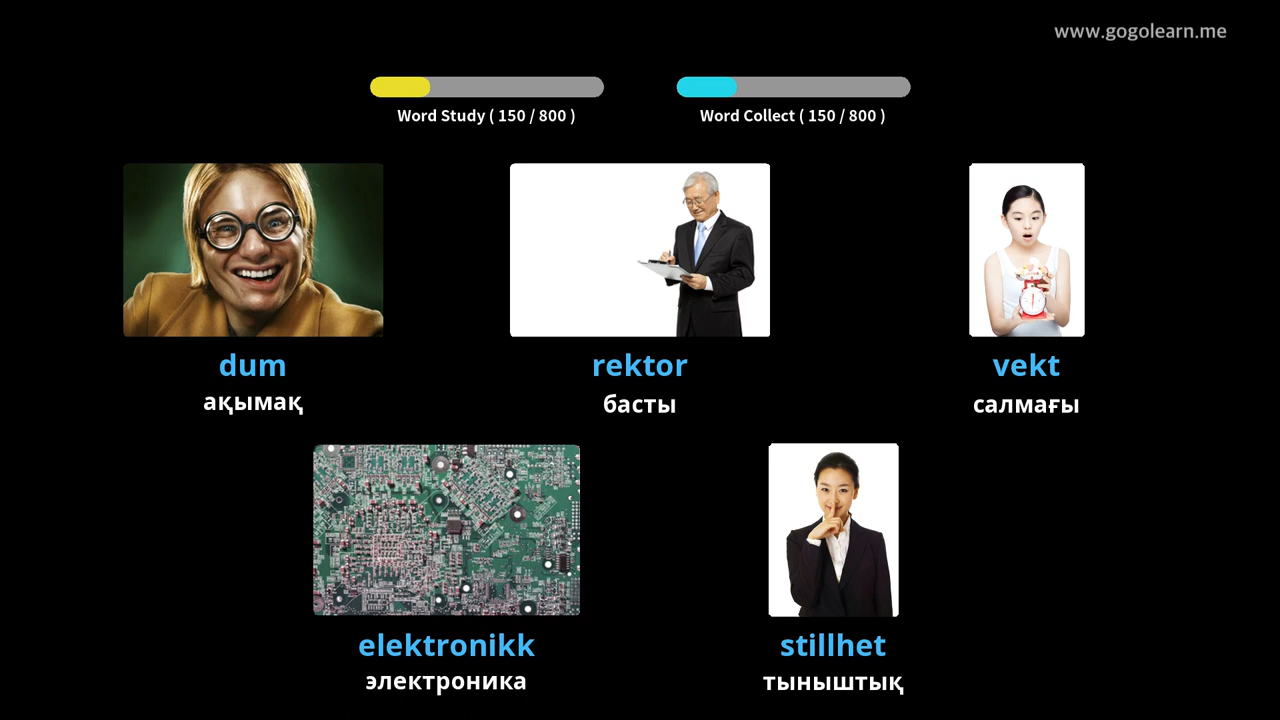 www.gogolearn.me
Word Study ( 150 / 800 )
Word Collect ( 150 / 800 )
dum
ақымақ
rektor
басты
vekt
салмағы
elektronikk
электроника
stillhet
тыныштық